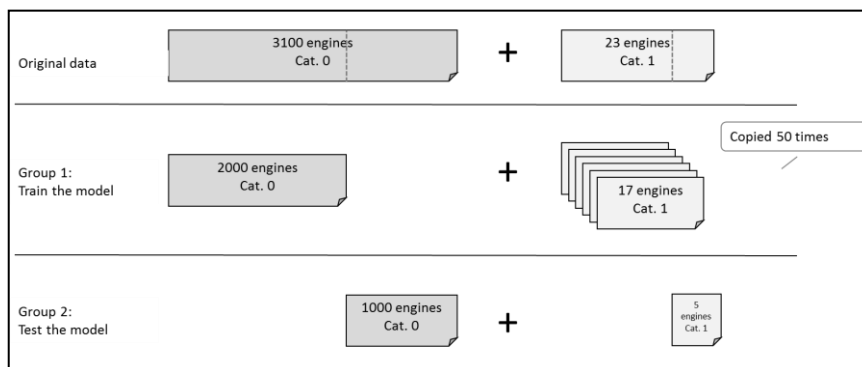 3100 engines
Cat. 0
+
23 engines
Cat. 1
Original data
Copied 50 times
2000 engines
Cat. 0
+
17 engines
Cat. 1
Group 1:
Train the model
1000 engines
Cat. 0
+
5
engines
Cat. 1
Group 2:
Test the model